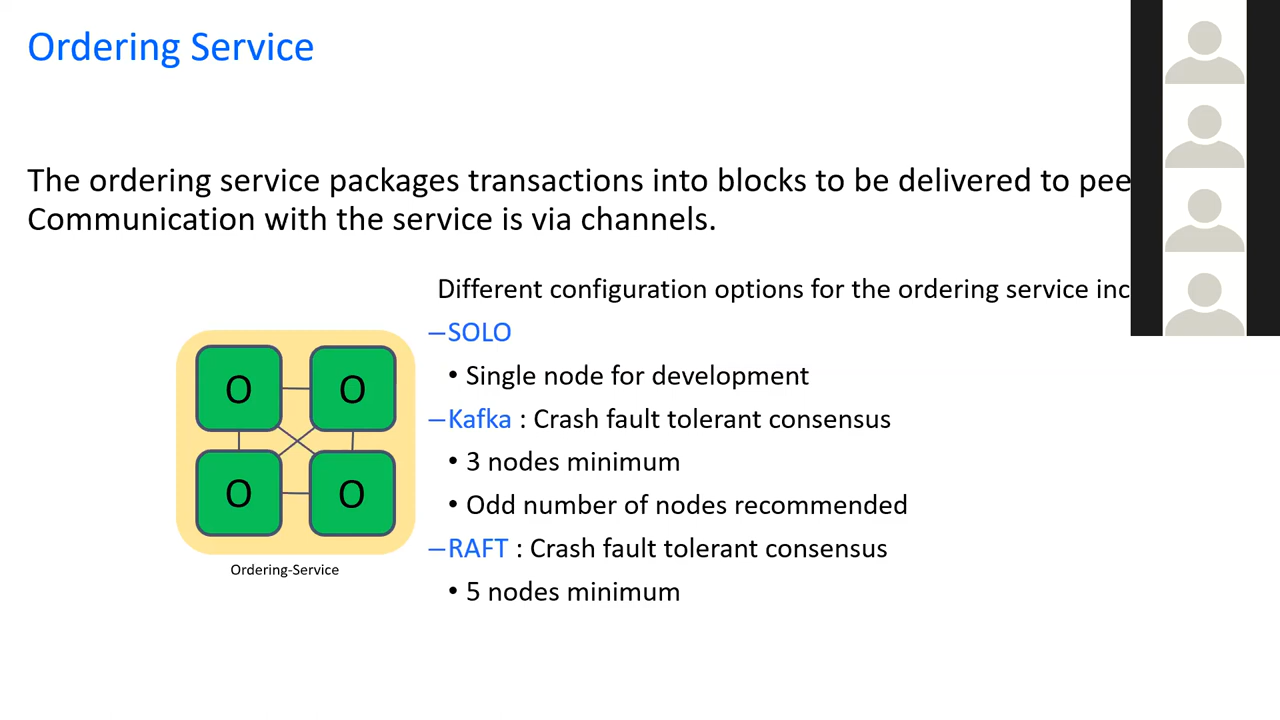 Ordering Service
The ordering service packages transactions into blocks to be delivered to
Communication with the service is via channels.
Different configuration options for the ordering service
–SOLO
• Single node for development
–Kafka : Crash fault tolerant consensus
• 3 nodes minimum
• Odd number of nodes recommended
–RAFT : Crash fault tolerant consensus
• 5 nodes minimum
O O
O O
Ordering-Service